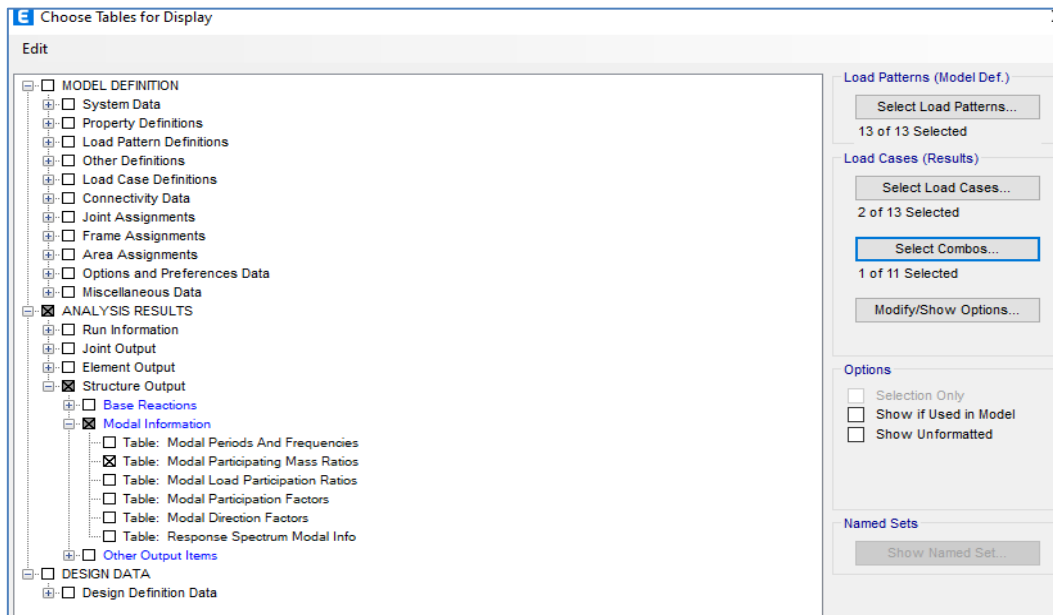 E Choose Tables for Display
Edit
MODEL DEFINITION
System Data
Property Definitions
Load Pattern Definitions
Other Definitions
Load Case Definitions
Connectivity Data
Joint Assignments
Frame Assignments
Area Assignments
Options and Preferences Data
Miscellaneous Data
ANALYSIS RESULTS
Run Information
Joint Output
Element Output
Structure Output
Base Reactions
Modal Information
Table: Modal Periods And Frequencies
Table: Modal Participating Mass Ratios
Table: Modal Load Participation Ratios
Table: Modal Participation Factors
Table: Modal Direction Factors
Table: Response Spectrum Modal Info
Other Output Items
DESIGN DATA
Design Definition Data
Load Patterns (Model Def.)
Select Load Patterns...
13 of 13 Selected
Load Cases (Results)
Select Load Cases...
2 of 13 Selected
Select Combos...
1 of 11 Selected
Modify/Show Options...
Options
Selection Only
Show if Used in Model
Show Unformatted
Named Sets
Show Named Set...